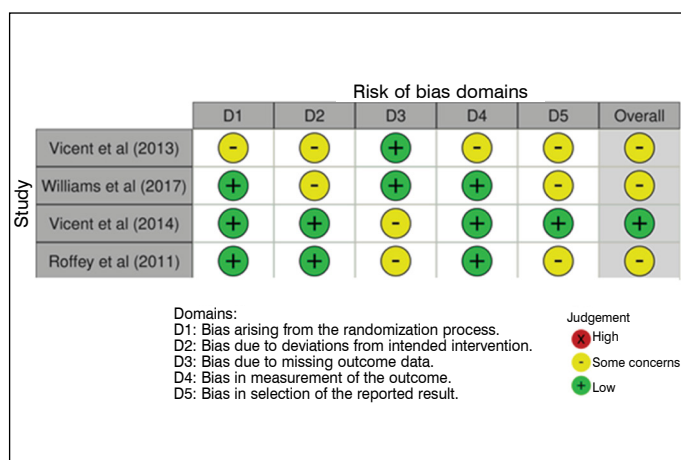 Risk of bias domains
D1 D2 D3 D4 D5 Overall
Study
Vicent et al (2013) - - + - - -
Williams et al (2017) + - + + - -
Vicent et al (2014) + + - + + +
Roffey et al (2011) + + - + - -
Domains:
D1: Bias arising from the randomization process.
D2: Bias due to deviations from intended intervention.
D3: Bias due to missing outcome data.
D4: Bias in measurement of the outcome.
D5: Bias in selection of the reported result.
Judgement
X High
- Some concerns
+ Low